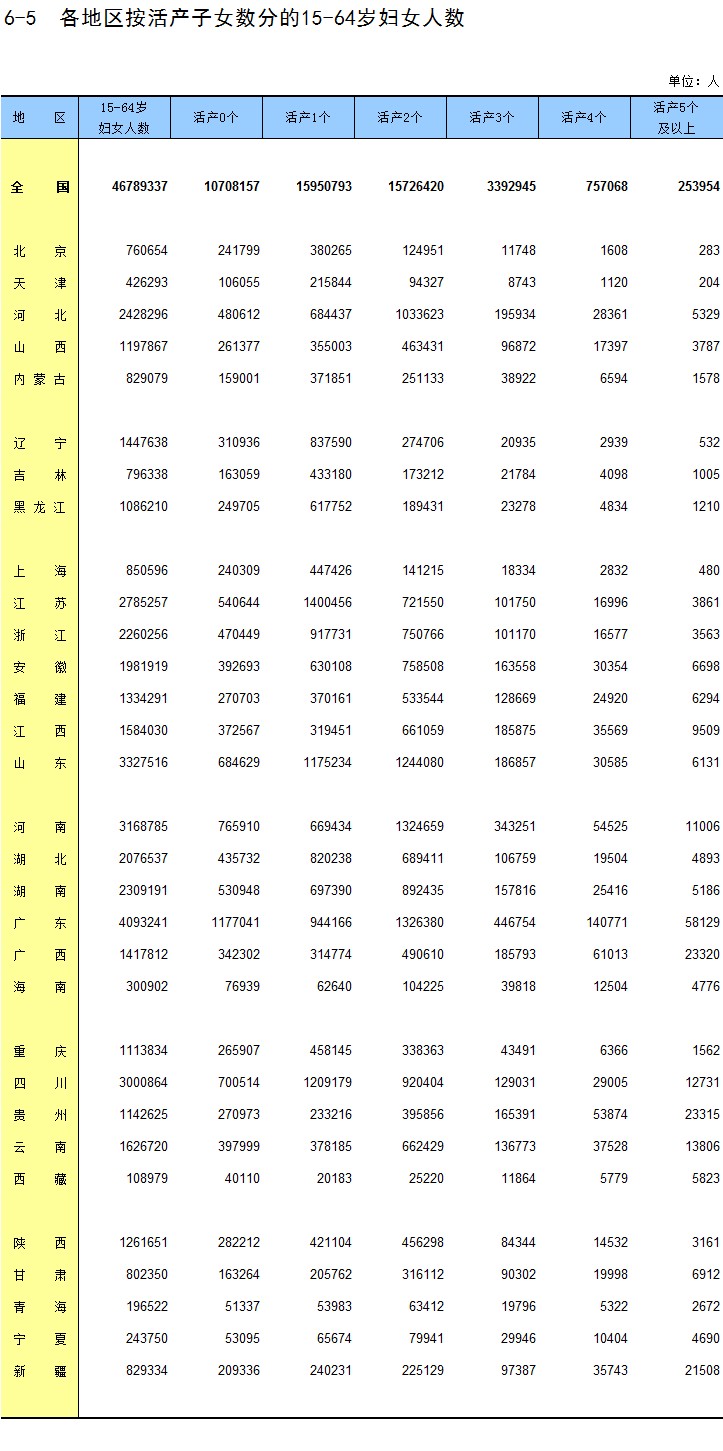 6-5 各地区按活产子女数分的15-64岁妇女人数
单位：人
地 区 15-64岁妇女人数 活产0个 活产1个 活产2个 活产3个 活产4个 活产5个及以上
全 国 46789337 10708157 15950793 15726420 3392945 757068 253954
北 京 760654 241799 380265 124951 11748 1608 283
天 津 426293 106055 215844 94327 8743 1120 204
河 北 2428296 480612 684437 1033623 195934 28361 5329
山 西 1197867 261377 355003 463431 96872 17397 3787
内 蒙 古 829079 159001 371851 251133 38922 6594 1578
辽 宁 1447638 310936 837590 274706 20935 2939 532
吉 林 796338 163059 433180 173212 21784 4098 1005
黑 龙 江 1086210 249705 617752 189431 23278 4834 1210
上 海 850596 240309 447426 141215 18334 2832 480
江 苏 2785257 540644 1400456 721550 101750 16996 3861
浙 江 2260256 470449 917731 750766 101170 16577 3563
安 徽 1981919 392693 630108 758508 163558 30354 6698
福 建 1334291 270703 370161 533544 128669 24920 6294
江 西 1584030 372567 319451 661059 185875 35569 9509
山 东 3327516 684629 1175234 1244080 186857 30585 6131
河 南 3168785 765910 669434 1324659 343251 54525 11006
湖 北 2076537 435732 820238 689411 106759 19504 4893
湖 南 2309191 530948 697390 892435 157816 25416 5186
广 东 4093241 1177041 944166 1326380 446754 140771 58129
广 西 1417812 342302 314774 490610 185793 61013 23320
海 南 300902 76939 62640 104225 39818 12504 4776
重 庆 1113834 265907 458145 338363 43491 6366 1562
四 川 3000864 700514 1209179 920404 129031 29005 12731
贵 州 1142625 270973 233216 395856 165391 53874 23315
云 南 1626720 397999 378185 662429 136773 37528 13806
西 藏 108979 40110 20183 25220 11864 5779 5823
陕 西 1261651 282212 421104 456298 84344 14532 3161
甘 肃 802350 163264 205762 316112 90302 19998 6912
青 海 196522 51337 53983 63412 19796 5322 2672
宁 夏 243750 53095 65674 79941 29946 10404 4690
新 疆 829334 209336 240231 225129 97387 35743 21508